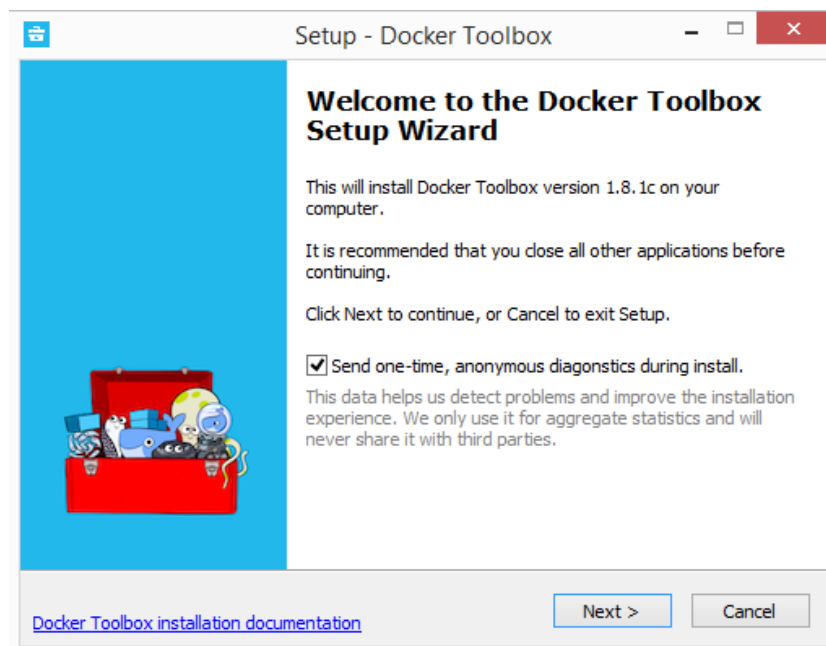 Setup - Docker Toolbox
Welcome to the Docker Toolbox
Setup Wizard
This will install Docker Toolbox version 1.8.1c on your
computer.
It is recommended that you close all other applications before
continuing.
Click Next to continue, or Cancel to exit Setup.
Send one-time, anonymous diagonstics during install.
This data helps us detect problems and improve the installation
experience. We only use it for aggregate statistics and will
never share it with third parties.
Docker Toolbox installation documentation
Next >
Cancel